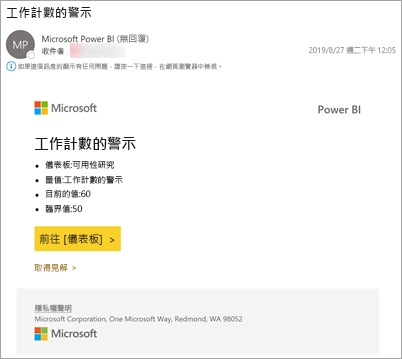 工作計數的警示
MP
Microsoft Power BI (無回覆)
收件者
2019/8/27 週二下午 12:05
如果這個訊息的顯示有任何問題，請按一下這裡，在網頁瀏覽器中檢視。
Microsoft
Power BI
工作計數的警示
• 儀表板:可用性研究
• 量值:工作計數的警示
• 目前的值:60
• 臨界值:50
前往 [儀表板] >
取得見解 >
隱私權聲明
Microsoft Corporation, One Microsoft Way, Redmond, WA 98052
Microsoft